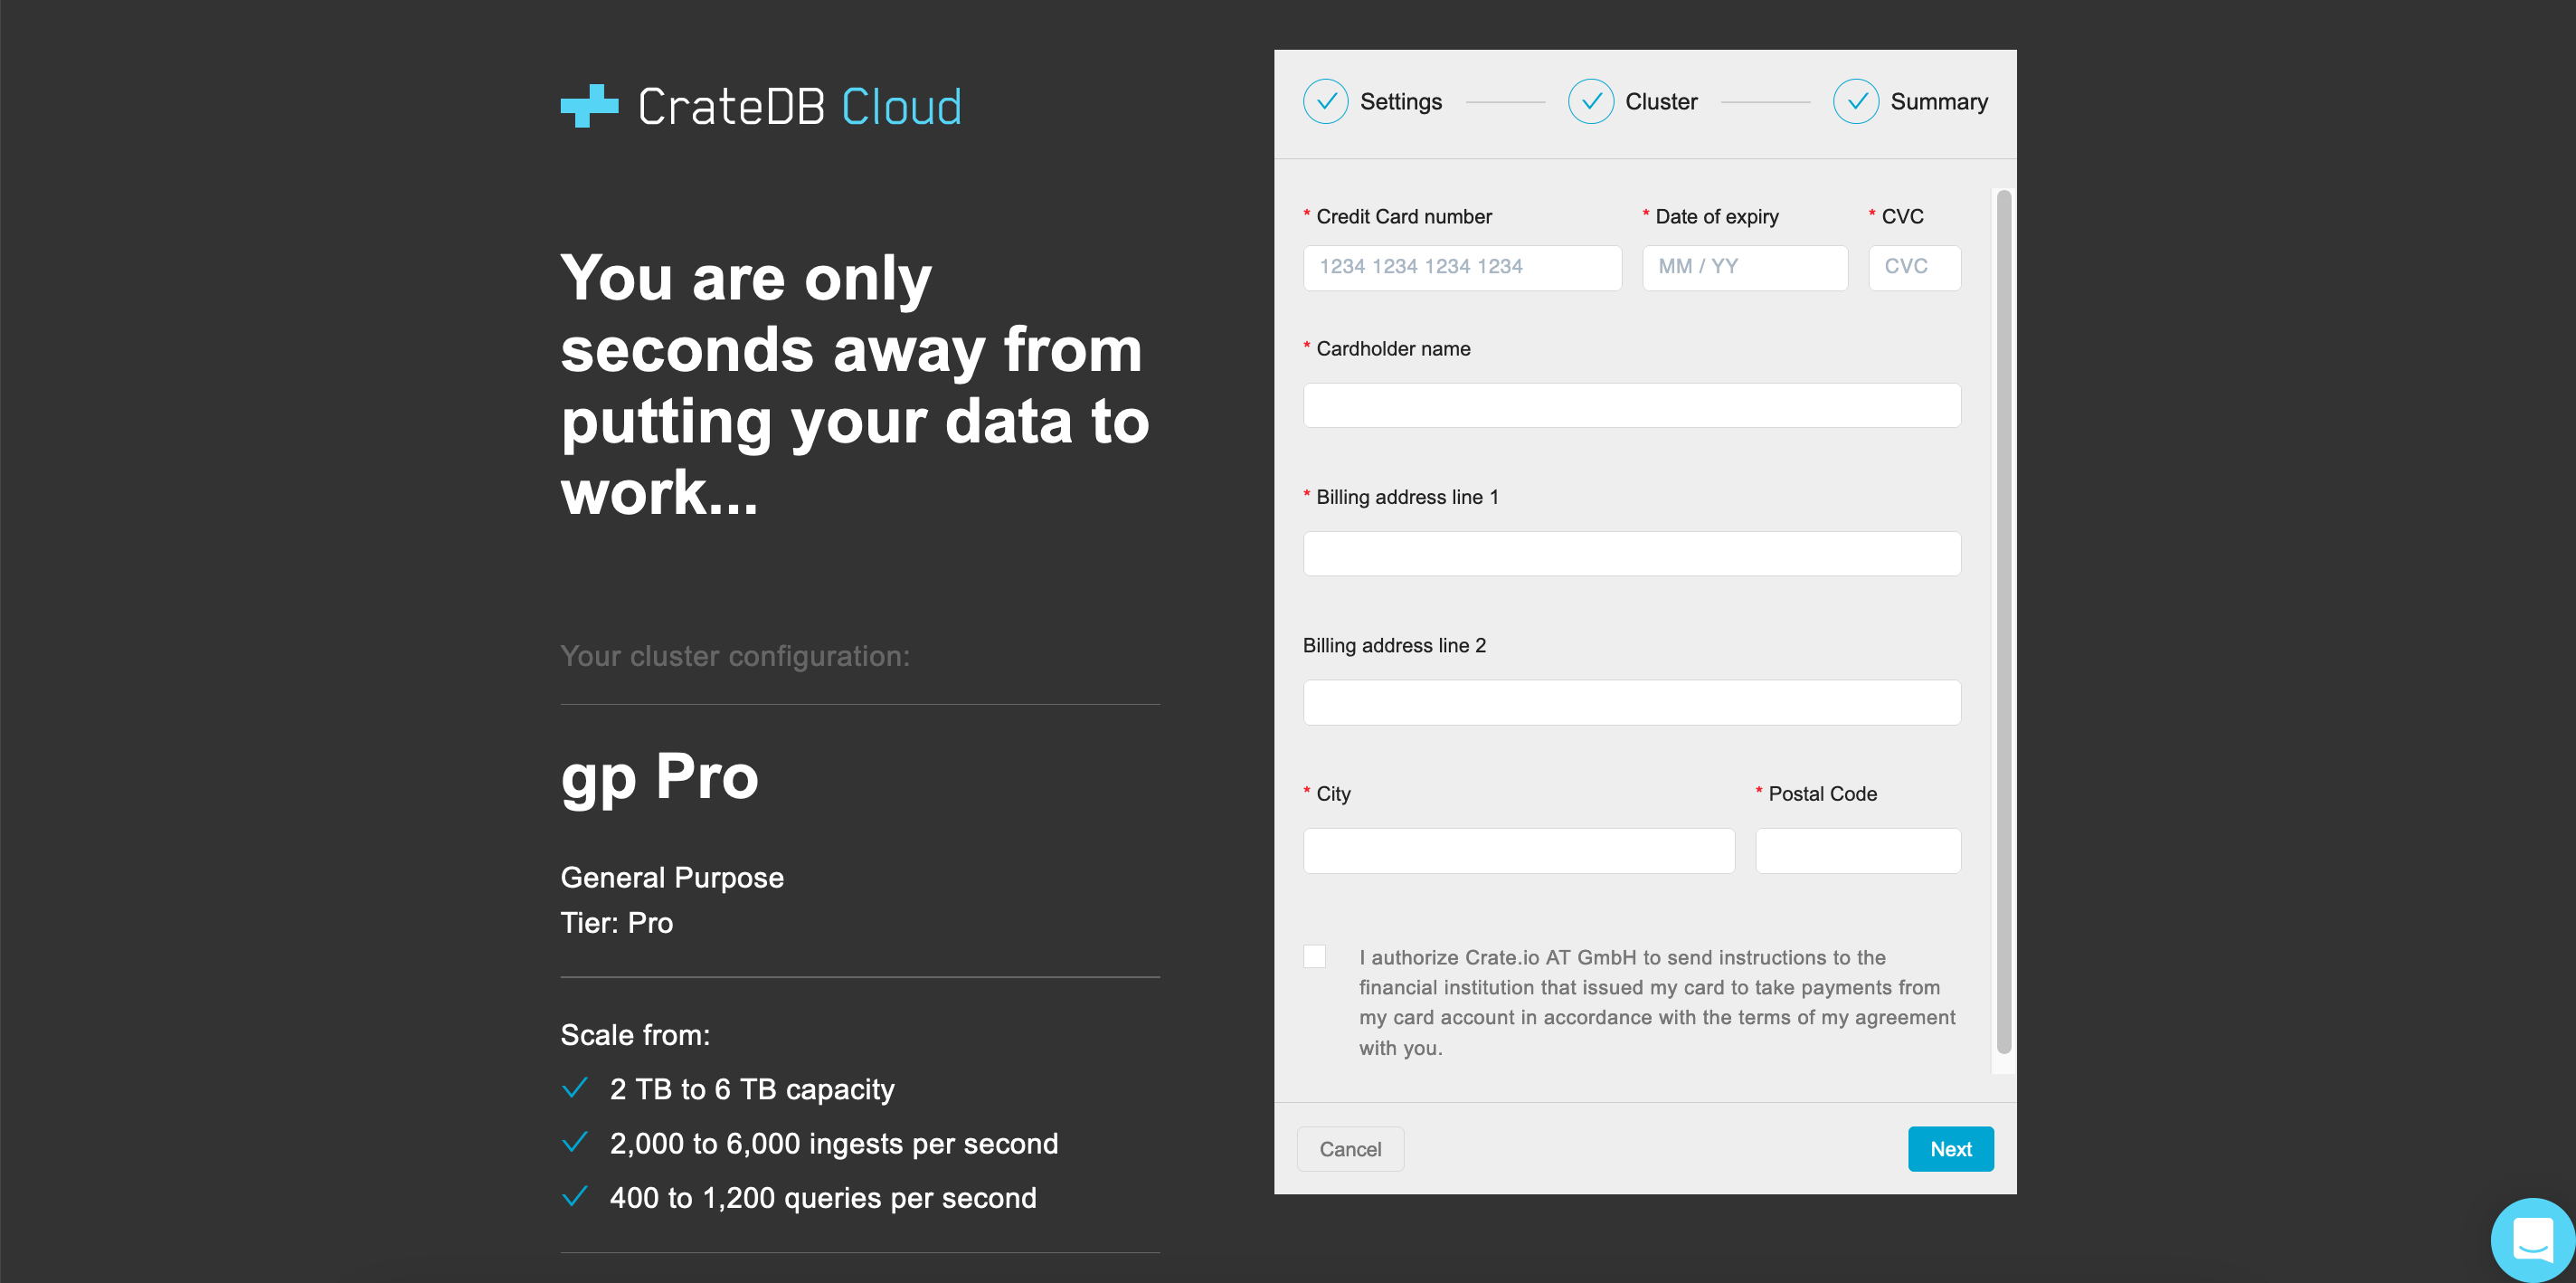 CrateDB Cloud
You are only
seconds away from
putting your data to
work...
Your cluster configuration:
gp Pro
General Purpose
Tier: Pro
Scale from:
2 TB to 6 TB capacity
2,000 to 6,000 ingests per second
400 to 1,200 queries per second
Settings Cluster Summary
* Credit Card number * Date of expiry * CVC
1234 1234 1234 1234 MM / YY CVC
* Cardholder name
* Billing address line 1
Billing address line 2
* City * Postal Code
I authorize Crate.io AT GmbH to send instructions to the
financial institution that issued my card to take payments from
my card account in accordance with the terms of my agreement
with you.
Cancel Next